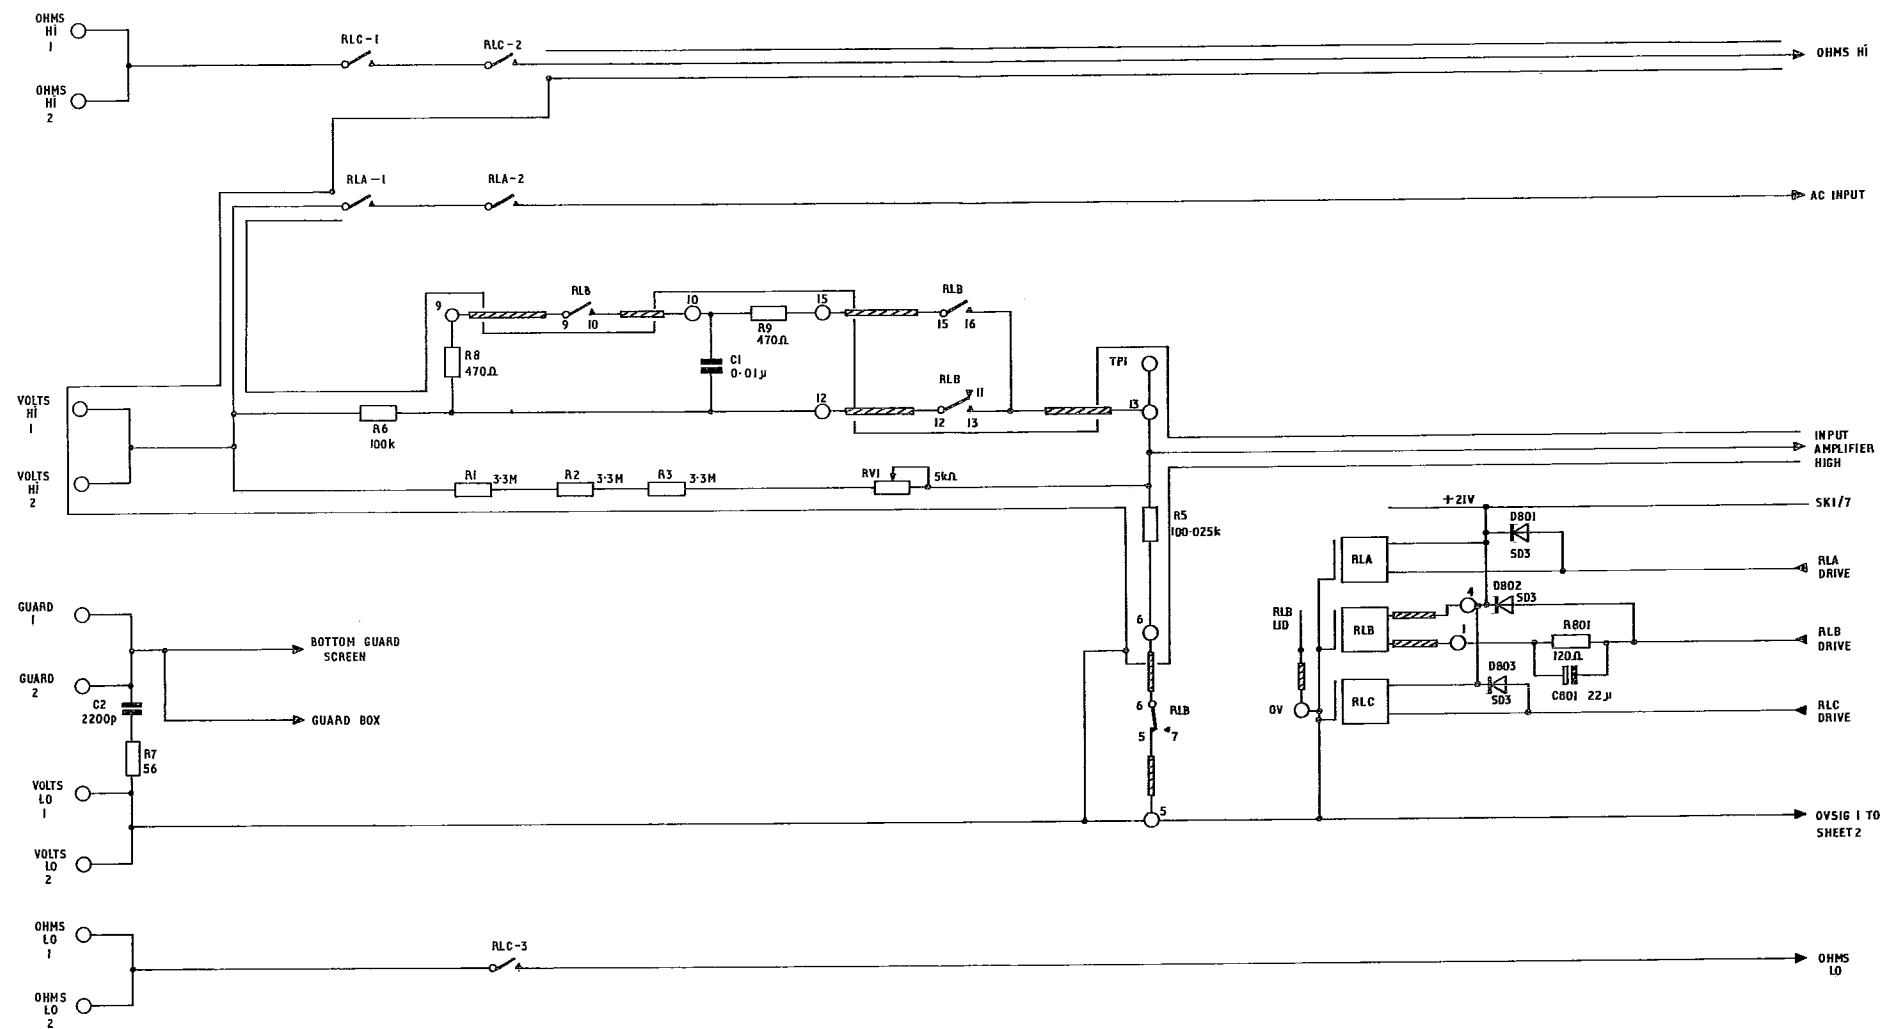 OHMS
HI
1
OHMS
HI
2
RLC-1
RLC-2
OHMS HI
RLA-1
RLA-2
AC INPUT
9
RLB
9 10
10
15
R9
470Ω
RLB
15 16
R8
470Ω
C1
0·01µ
TP1
VOLTS
HI
1
R6
100k
12
RLB
11
12 13
13
INPUT
AMPLIFIER
HIGH
VOLTS
HI
2
R1 3·3M
R2 3·3M
R3 3·3M
RV1
5kΩ
R5
100·025k
+21V
SK1/7
D801
SD3
RLA
RLA
DRIVE
GUARD
1
BOTTOM GUARD
SCREEN
6
RLB
LID
RLB
4
D802
SD3
1
R801
120Ω
C801 22µ
RLB
DRIVE
GUARD
2
C2
2200p
GUARD BOX
6
RLB
5 7
0V
RLC
D803
SD3
RLC
DRIVE
R7
56
VOLTS
LO
1
5
OVSIG 1 TO
SHEET 2
VOLTS
LO
2
OHMS
LO
1
RLC-3
OHMS
LO
OHMS
LO
2